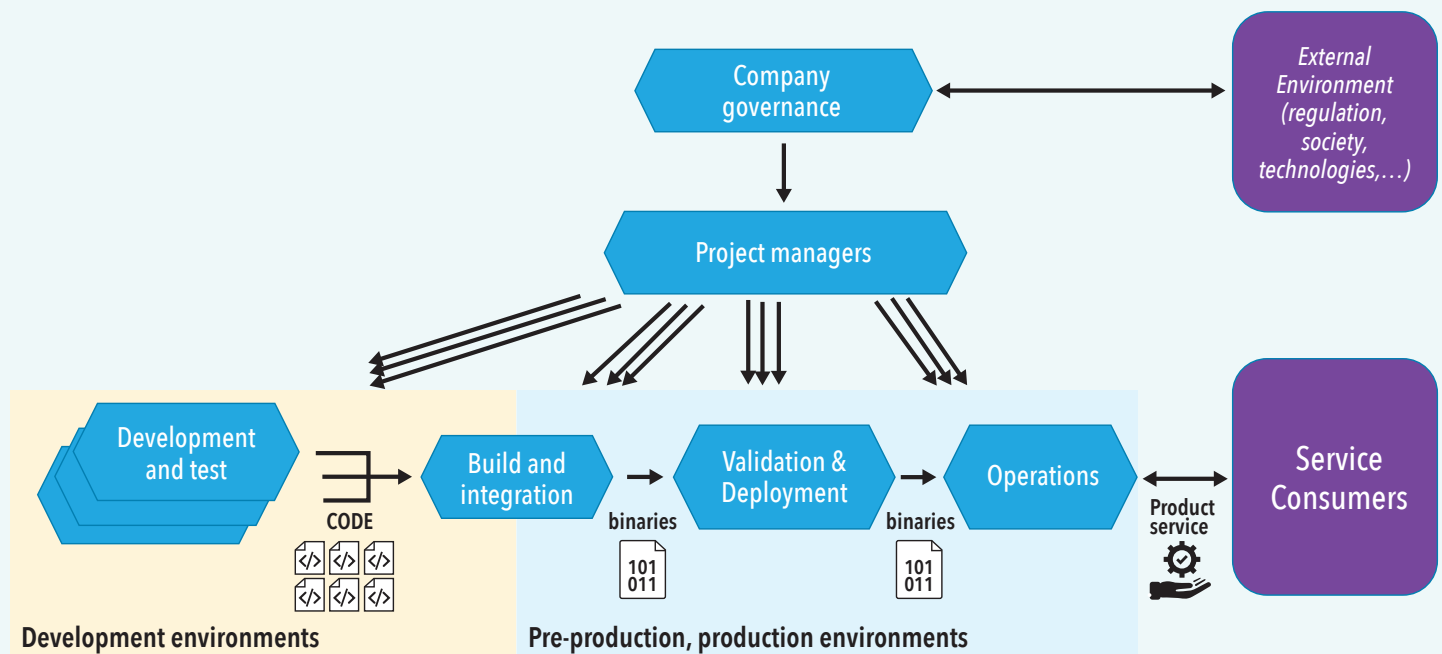 Company
governance
External
Environment
(regulation,
society,
technologies,…)
Project managers
Development
and test
Build and
integration
Validation &
Deployment
Operations
Service
Consumers
CODE
</>
</>
</>
</>
</>
</>
binaries
101
011
binaries
101
011
Product
service
Development environments
Pre-production, production environments